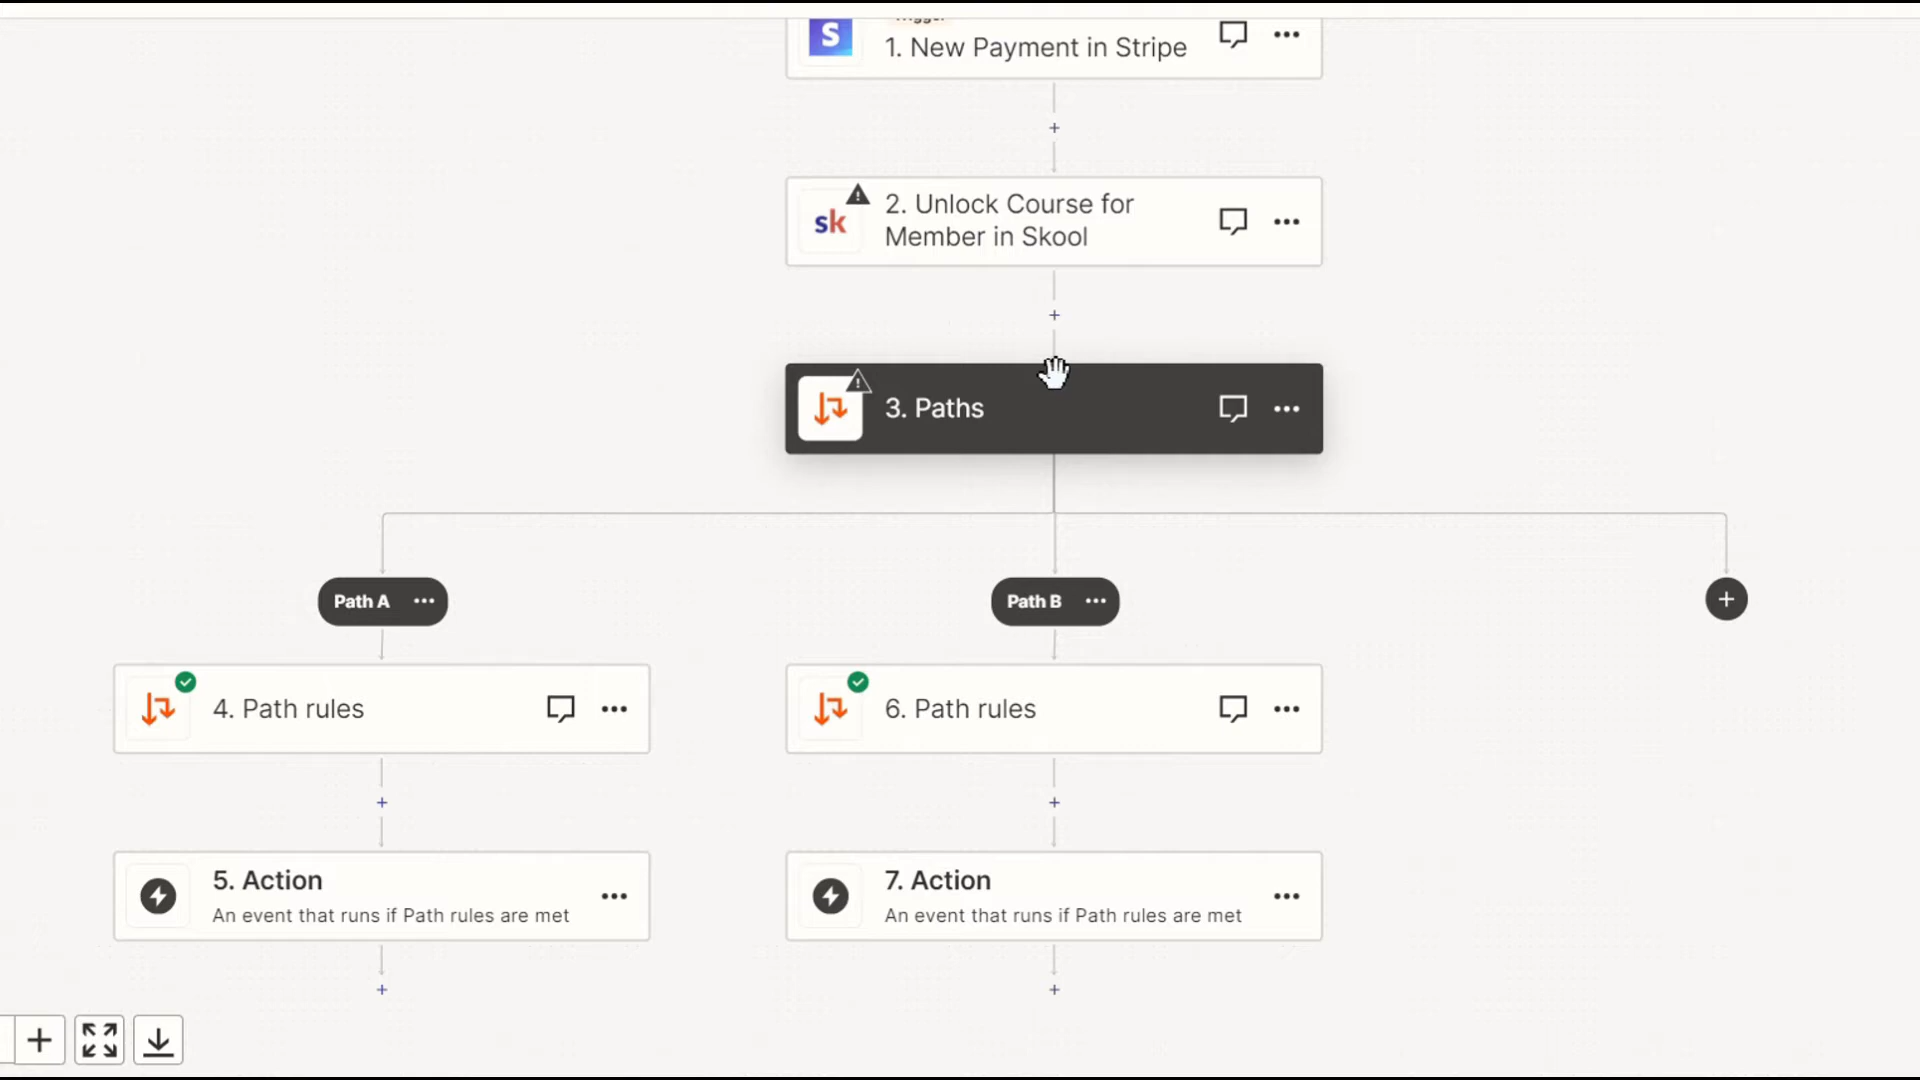 Trigger
S
1. New Payment in Stripe
sk
2. Unlock Course for
Member in Skool
3. Paths
Path A
Path B
4. Path rules
6. Path rules
5. Action
An event that runs if Path rules are met
7. Action
An event that runs if Path rules are met